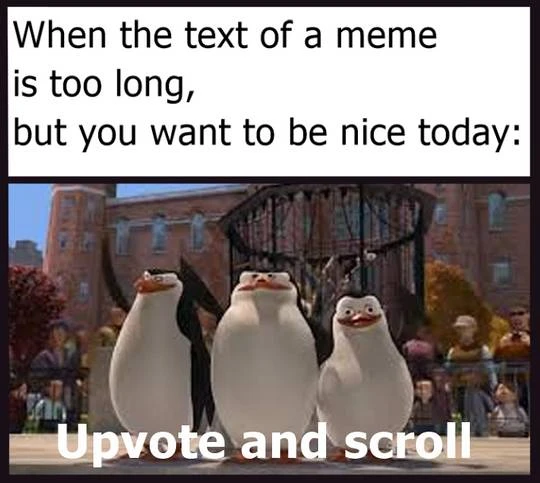 When the text of a meme
is too long,
but you want to be nice today:
Upvote and scroll